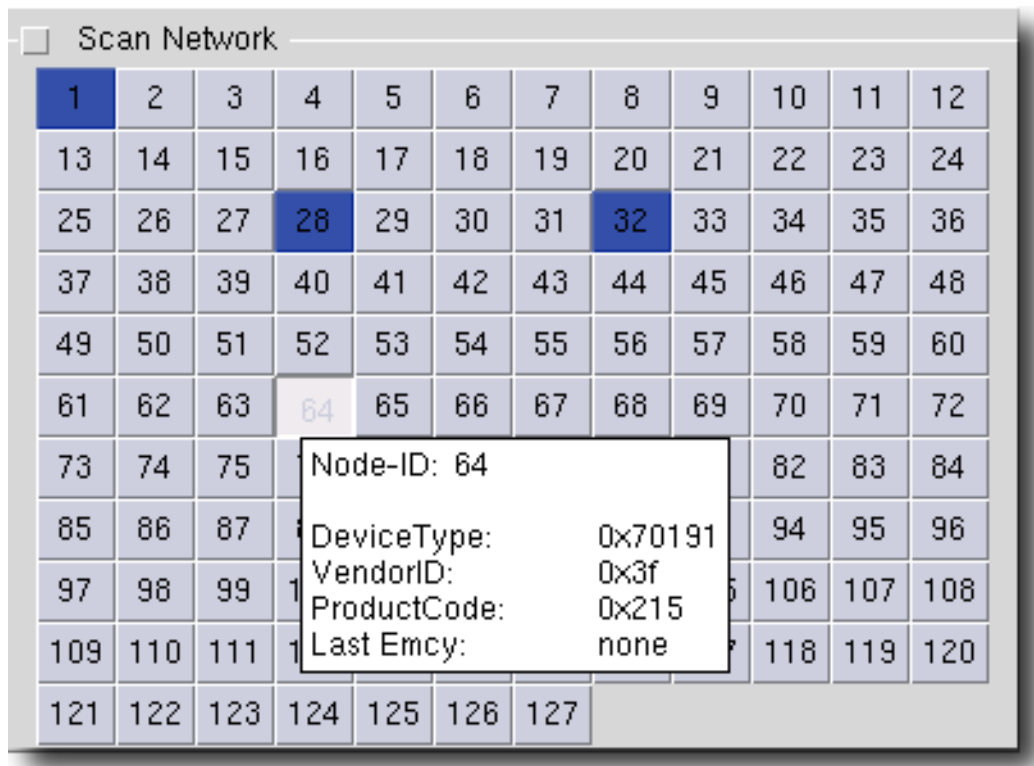 Scan Network
1 2 3 4 5 6 7 8 9 10 11 12
13 14 15 16 17 18 19 20 21 22 23 24
25 26 27 28 29 30 31 32 33 34 35 36
37 38 39 40 41 42 43 44 45 46 47 48
49 50 51 52 53 54 55 56 57 58 59 60
61 62 63 64 65 66 67 68 69 70 71 72
73 74 75 82 83 84
Node-ID: 64
85 86 87 94 95 96
DeviceType: 0x70191
97 98 99 106 107 108
VendorID: 0x3f
ProductCode: 0x215
109 110 111 118 119 120
Last Emcy: none
121 122 123 124 125 126 127